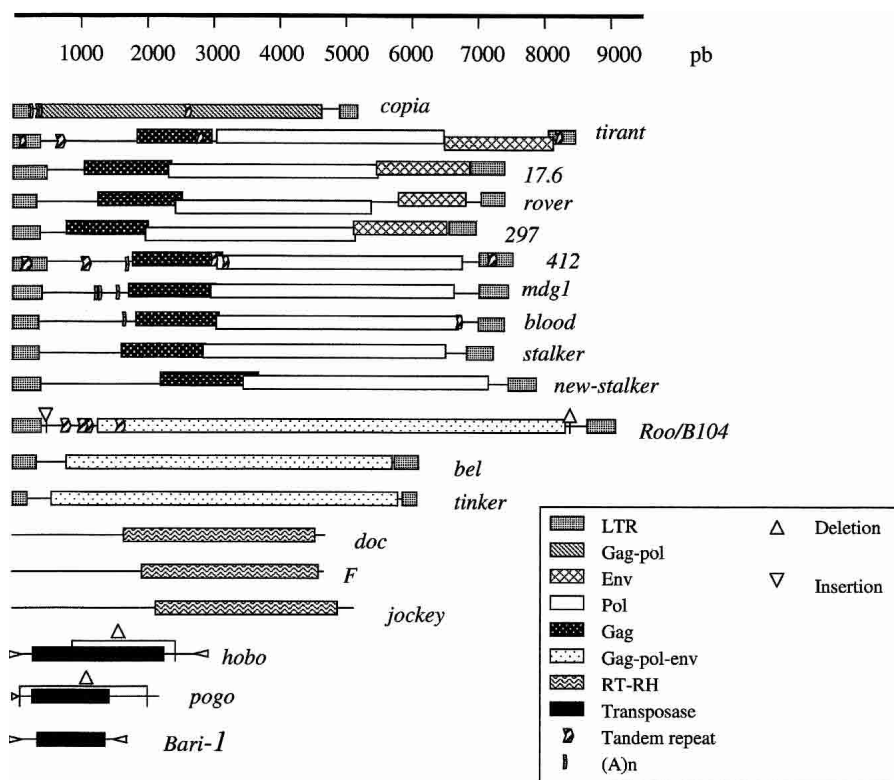 1000 2000 3000 4000 5000 6000 7000 8000 9000 pb
copia
tirant
17.6
rover
297
412
mdg1
blood
stalker
new-stalker
Roo/B104
bel
tinker
doc
F
jockey
hobo
pogo
Bari-1
LTR
Gag-pol
Env
Pol
Gag
Gag-pol-env
RT-RH
Transposase
Tandem repeat
(A)n
Deletion
Insertion